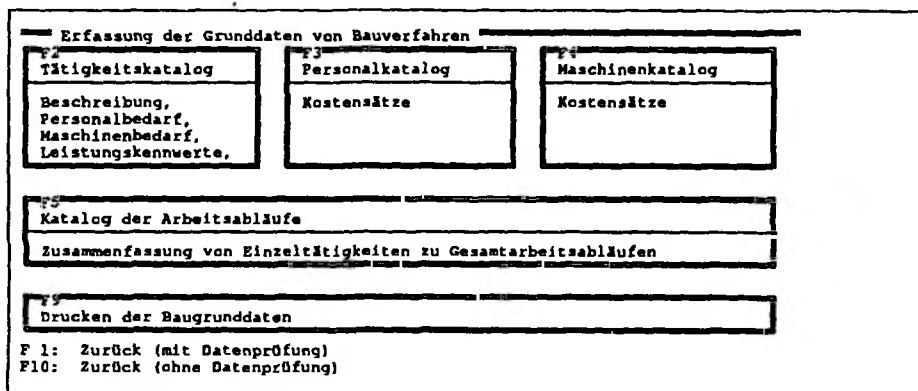 Erfassung der Grunddaten von Bauverfahren
F2 F3 F4
Tätigkeitskatalog Personalkatalog Maschinenkatalog
Beschreibung, Kostensätze Kostensätze
Personalbedarf,
Maschinenbedarf,
Leistungskennwerte,
F5
Katalog der Arbeitsabläufe
Zusammenfassung von Einzeltätigkeiten zu Gesamtarbeitsabläufen
F9
Drucken der Baugrunddaten
F 1: Zurück (mit Datenprüfung)
F10: Zurück (ohne Datenprüfung)